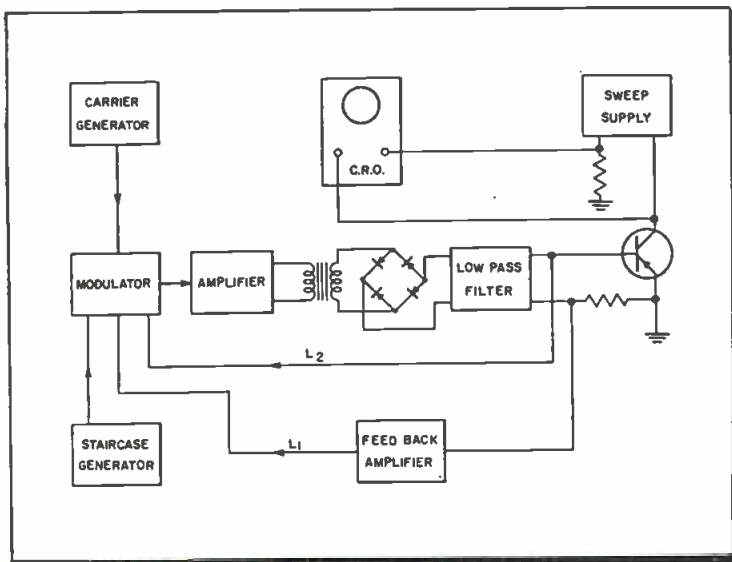 CARRIER
GENERATOR
C.R.O.
SWEEP
SUPPLY
MODULATOR
AMPLIFIER
LOW PASS
FILTER
L2
STAIRCASE
GENERATOR
L1
FEED BACK
AMPLIFIER